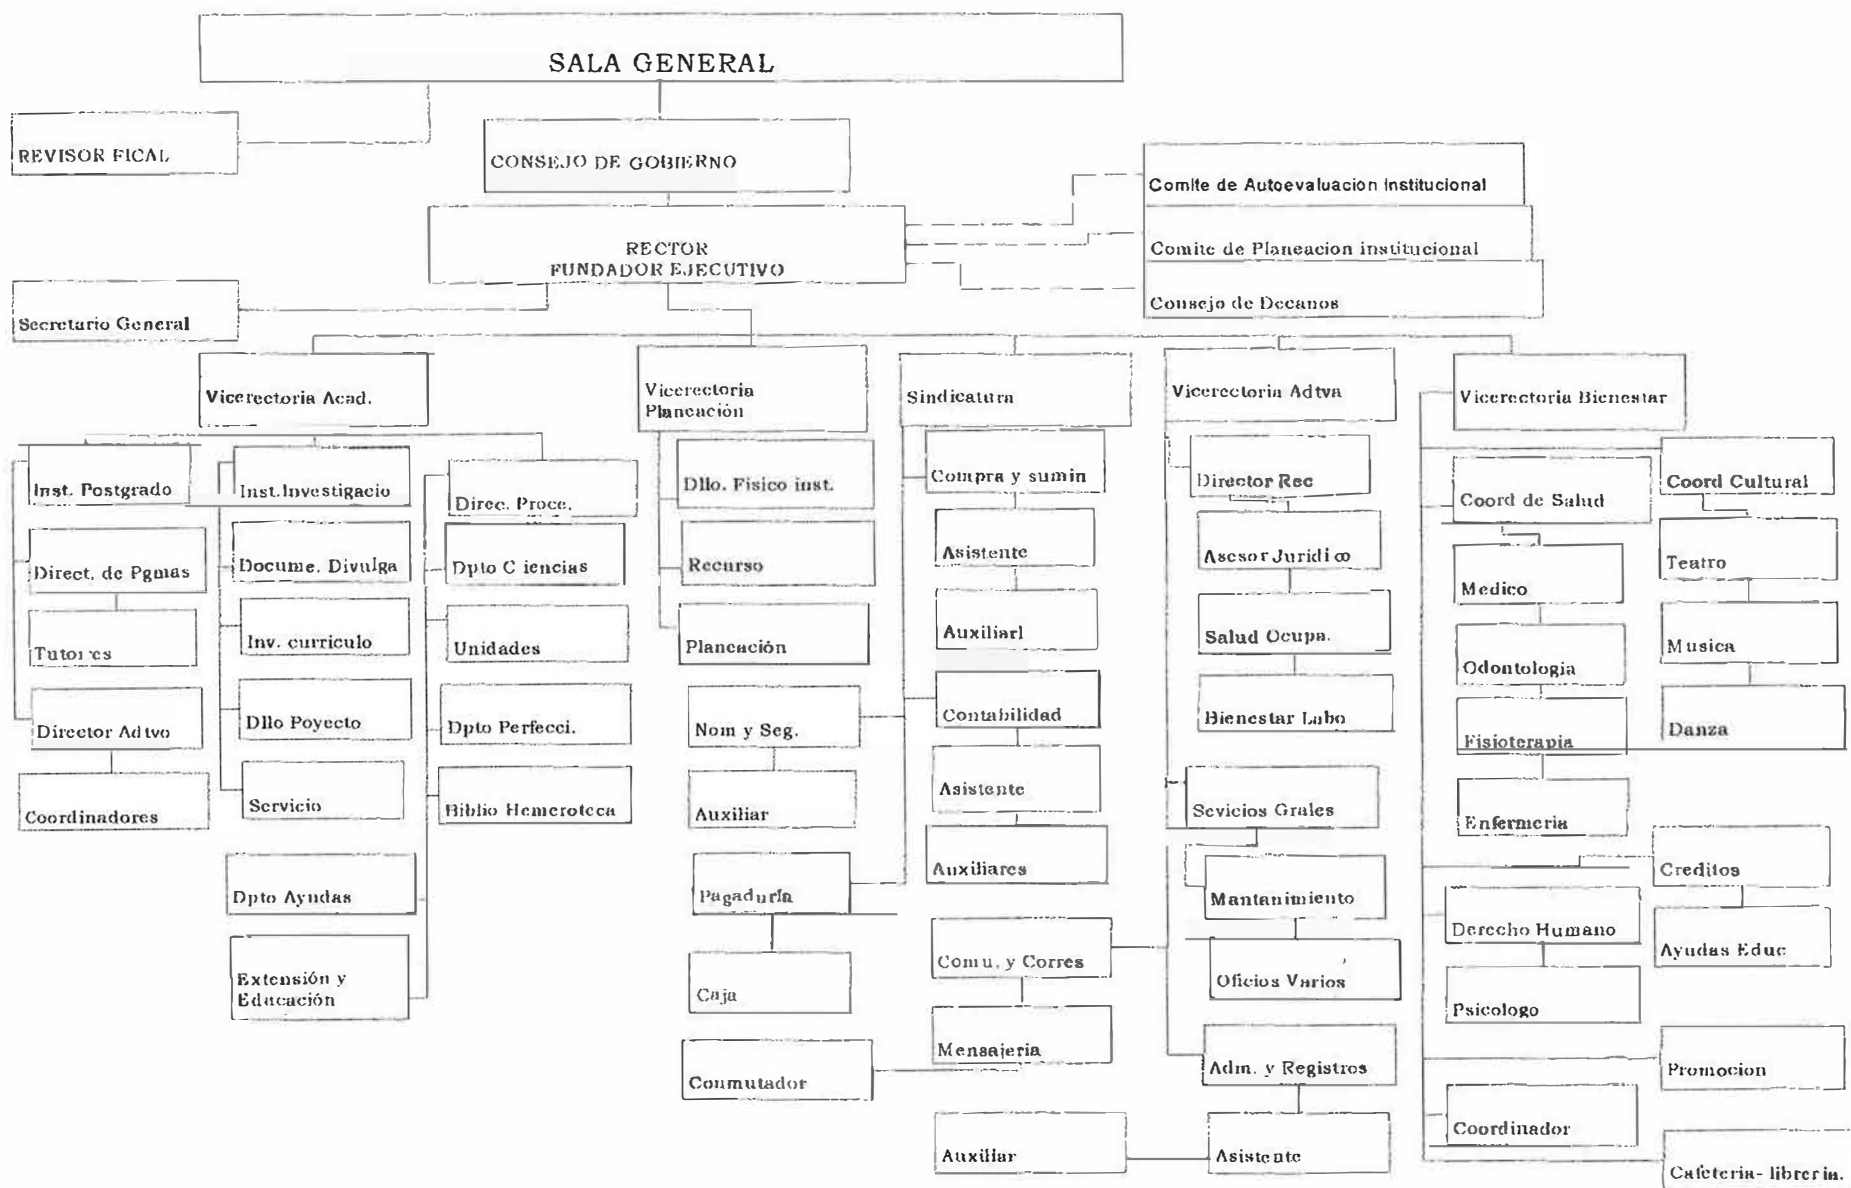 SALA GENERAL
REVISOR FICAL
CONSEJO DE GOBIERNO
Comite de Autoevaluacion Institucional
RECTOR
FUNDADOR EJECUTIVO
Comite de Planeacion institucional
Consejo de Decanos
Secretario General
Vicerectoria Acad.
Vicerectoria
Planeación
Sindicatura
Vicerectoria Adtva
Vicerectoria Bienestar
Inst. Postgrado
Inst.Investigacio
Direc. Proce.
Dllo. Fisico inst.
Compra y sumin
Director Rec
Coord de Salud
Coord Cultural
Direct. de Pgmas
Docume. Divulga
Dpto Ciencias
Recurso
Asistente
Asesor Juridico
Medico
Teatro
Tutores
Inv. curriculo
Unidades
Planeación
Auxiliarl
Salud Ocupa.
Odontologia
Musica
Director Adtvo
Dllo Poyecto
Dpto Perfecci.
Nom y Seg.
Contabilidad
Bienestar Labo
Fisioterapia
Danza
Coordinadores
Servicio
Biblio Hemeroteca
Auxiliar
Asistente
Sevicios Grales
Enfermeria
Dpto Ayudas
Pagaduría
Auxiliares
Mantanimiento
Creditos
Derecho Humano
Ayudas Educ
Extensión y
Educación
Caja
Comu. y Corres
Oficios Varios
Psicologo
Conmutador
Mensajeria
Adm. y Registros
Promocion
Coordinador
Auxiliar
Asistente
Cafeteria- libreria.